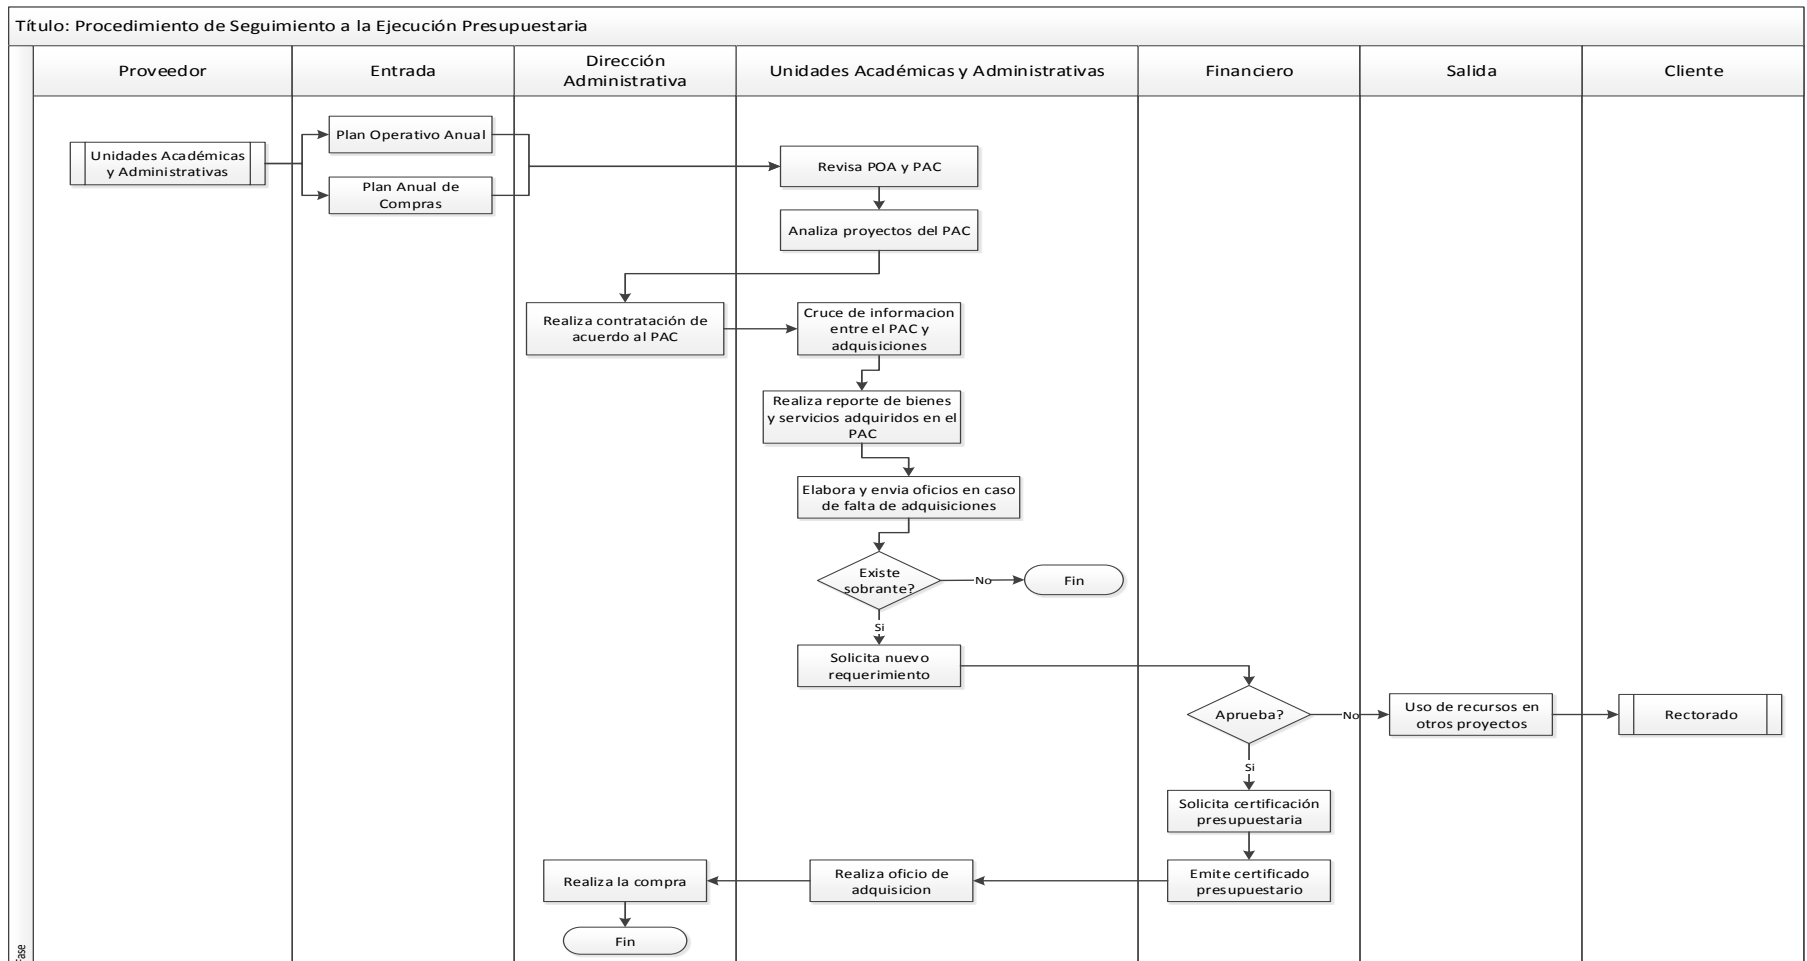 Título: Procedimiento de Seguimiento a la Ejecución Presupuestaria
Proveedor
Entrada
Dirección
Administrativa
Unidades Académicas y Administrativas
Financiero
Salida
Cliente
Unidades Académicas
y Administrativas
Plan Operativo Anual
Plan Anual de
Compras
Revisa POA y PAC
Analiza proyectos del PAC
Realiza contratación de
acuerdo al PAC
Cruce de informacion
entre el PAC y
adquisiciones
Realiza reporte de bienes
y servicios adquiridos en el
PAC
Elabora y envia oficios en caso
de falta de adquisiciones
Existe
sobrante?
No
Fin
Si
Solicita nuevo
requerimiento
Aprueba?
No
Uso de recursos en
otros proyectos
Rectorado
Si
Solicita certificación
presupuestaria
Emite certificado
presupuestario
Realiza oficio de
adquisicion
Realiza la compra
Fin
Fase